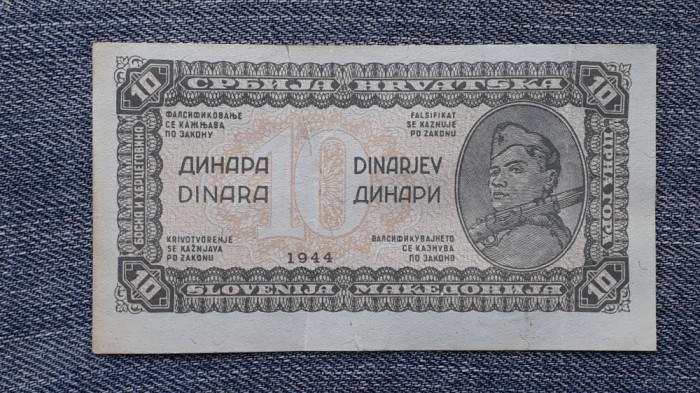 10 СРБИЈА HRVATSKA 10
ФАЛСИФИКОВАЊЕ
СЕ КАЖЊАВА
ПО ЗАКОНУ
FALSIFIKAT
SE KAZNUJE
PO ZAKONU
БОСНА И ХЕРЦЕГОВИНА
10
ДИНАРА
DINARA
DINARJEV
ДИНАРИ
ЦРНА ГОРА
KRIVOTVORENJE
SE KAŽNJAVA
PO ZAKONU
1944
ФАЛСИФИКУВАЈНЕТО
СЕ КАЗНУВА
ПО ЗАКОНО
10 SLOVENIJA МАКЕДОНИЈА 10